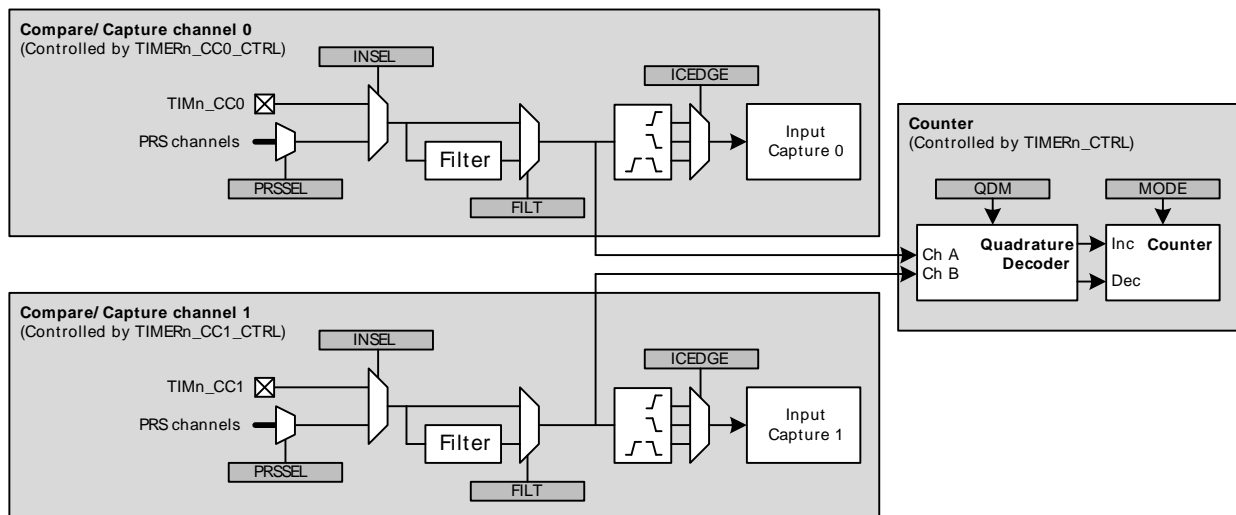 Compare/ Capture channel 0
(Controlled by TIMERn_CC0_CTRL)
INSEL
ICEDGE
TIMn_CC0
PRS channels
Filter
Input
Capture 0
PRSSEL
FILT
Counter
(Controlled by TIMERn_CTRL)
QDM
MODE
Ch A
Ch B
Quadrature
Decoder
Inc
Counter
Dec
Compare/ Capture channel 1
(Controlled by TIMERn_CC1_CTRL)
INSEL
ICEDGE
TIMn_CC1
PRS channels
Filter
Input
Capture 1
PRSSEL
FILT